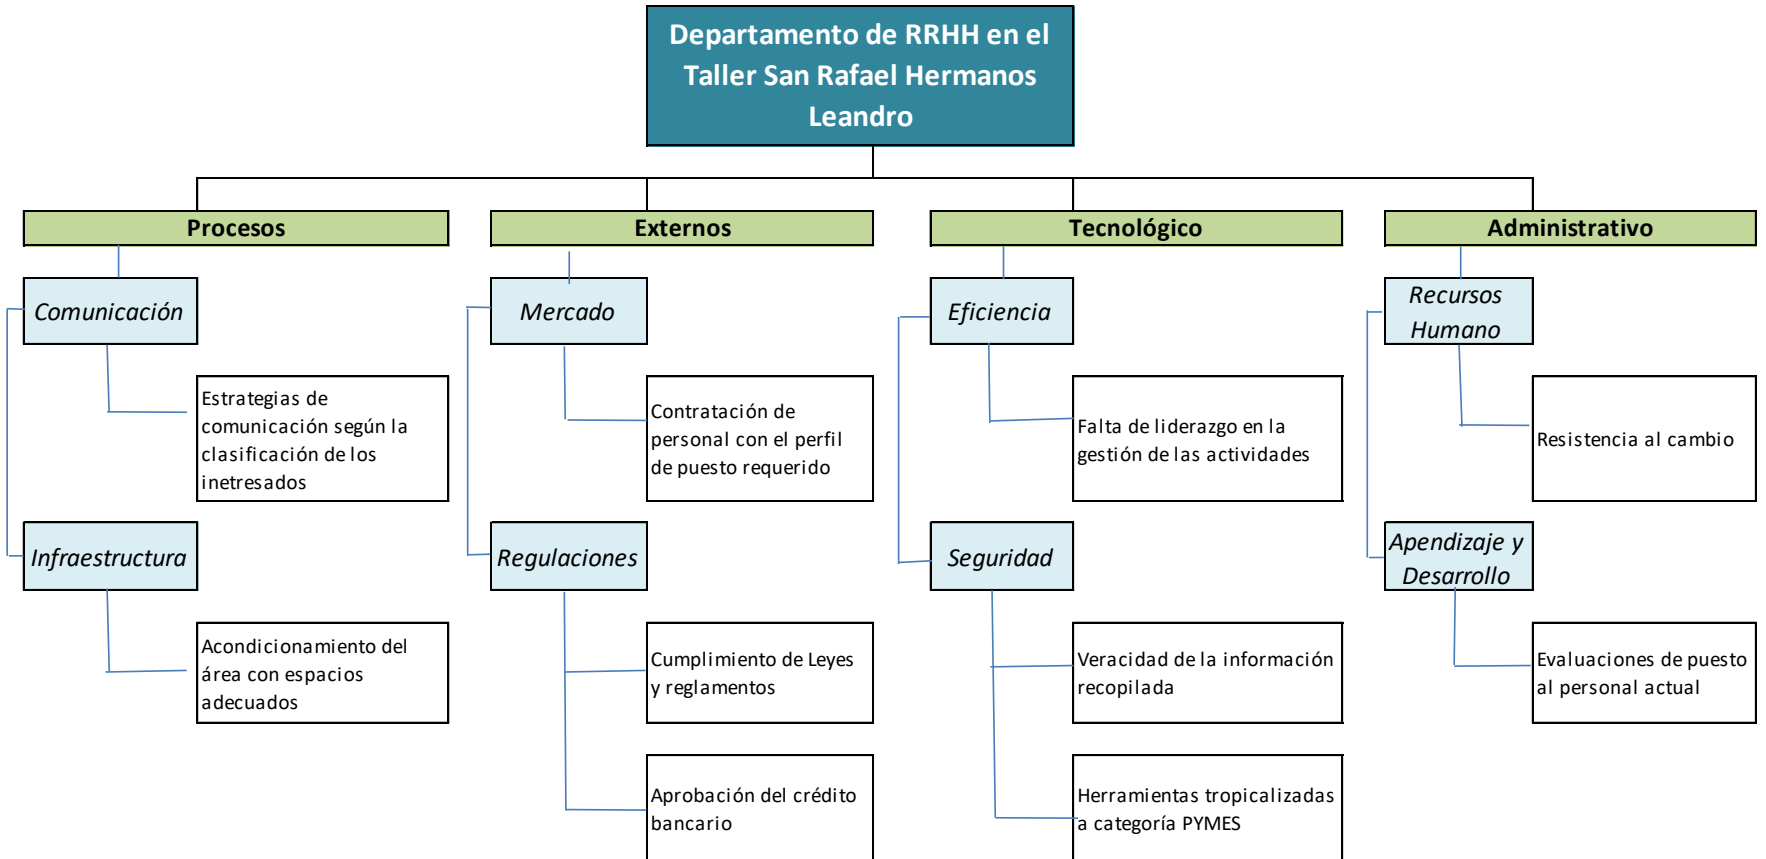 Departamento de RRHH en el
Taller San Rafael Hermanos
Leandro
Procesos
Externos
Tecnológico
Administrativo
Comunicación
Mercado
Eficiencia
Recursos
Humano
Estrategias de
comunicación según la
clasificación de los
inetresados
Contratación de
personal con el perfil
de puesto requerido
Falta de liderazgo en la
gestión de las actividades
Resistencia al cambio
Infraestructura
Regulaciones
Seguridad
Apendizaje y
Desarrollo
Acondicionamiento del
área con espacios
adecuados
Cumplimiento de Leyes
y reglamentos
Veracidad de la información
recopilada
Evaluaciones de puesto
al personal actual
Aprobación del crédito
bancario
Herramientas tropicalizadas
a categoría PYMES